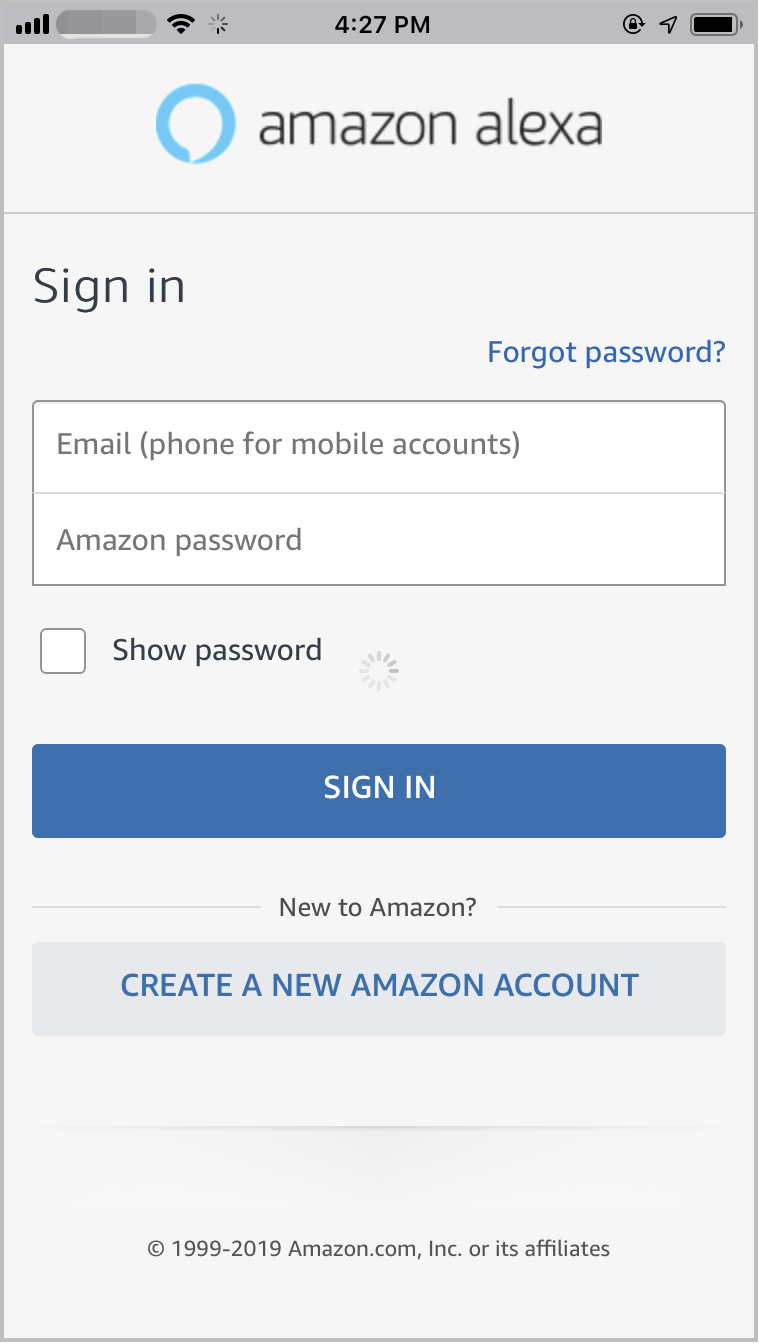 4:27 PM
amazon alexa
Sign in
Forgot password?
Email (phone for mobile accounts)
Amazon password
Show password
SIGN IN
New to Amazon?
CREATE A NEW AMAZON ACCOUNT
© 1999-2019 Amazon.com, Inc. or its affiliates